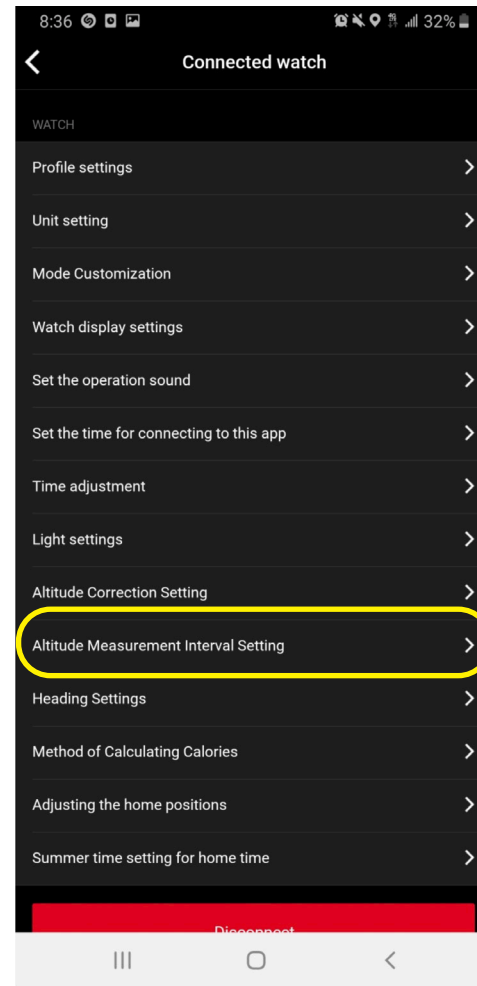 8:36 32%
Connected watch
WATCH
Profile settings
Unit setting
Mode Customization
Watch display settings
Set the operation sound
Set the time for connecting to this app
Time adjustment
Light settings
Altitude Correction Setting
Altitude Measurement Interval Setting
Heading Settings
Method of Calculating Calories
Adjusting the home positions
Summer time setting for home time
Disconnect